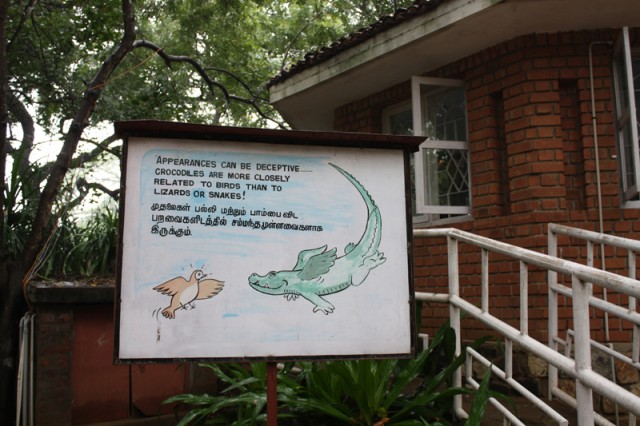 APPEARANCES CAN BE DECEPTIVE......
CROCODILES ARE MORE CLOSELY
RELATED TO BIRDS THAN TO
LIZARDS OR SNAKES!
முதலைகள் பல்லி மற்றும் பாம்பை விட
பறவைகளிடத்தில் சம்மந்தமுள்ளவைகளாக
இருக்கும்.